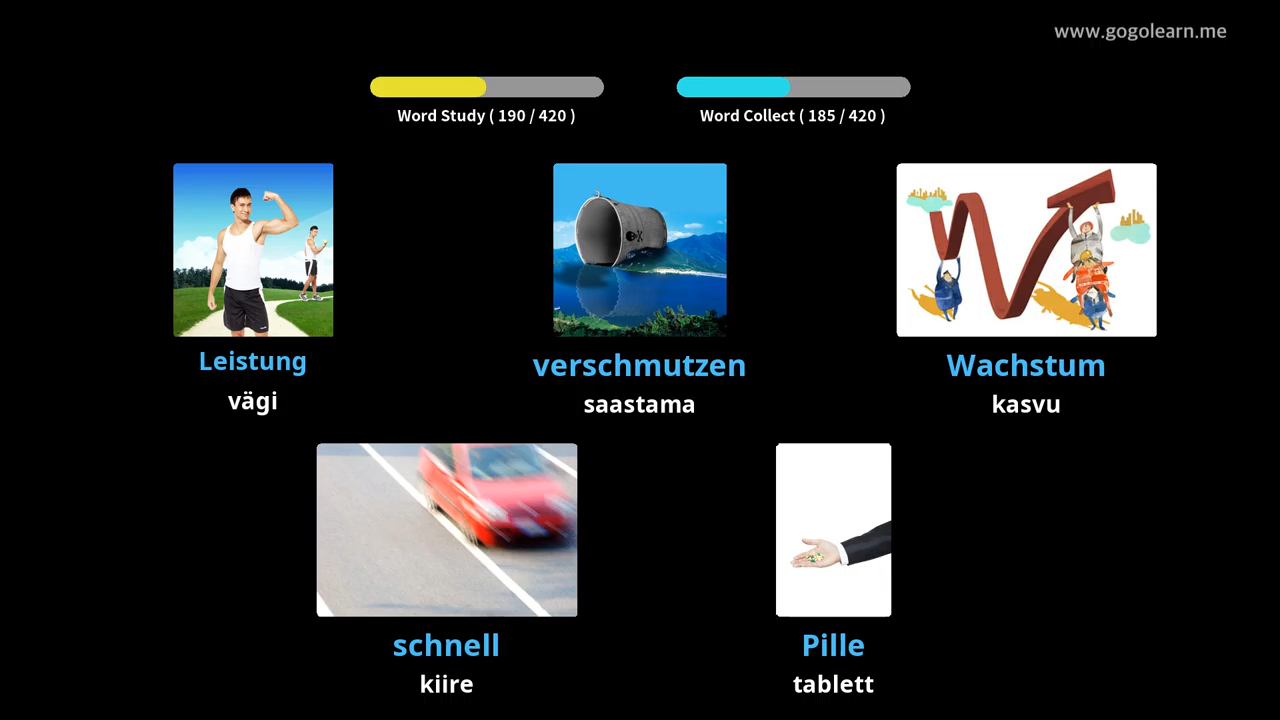 www.gogolearn.me
Word Study ( 190 / 420 )
Word Collect ( 185 / 420 )
Leistung
vägi
verschmutzen
saastama
Wachstum
kasvu
schnell
kiire
Pille
tablett